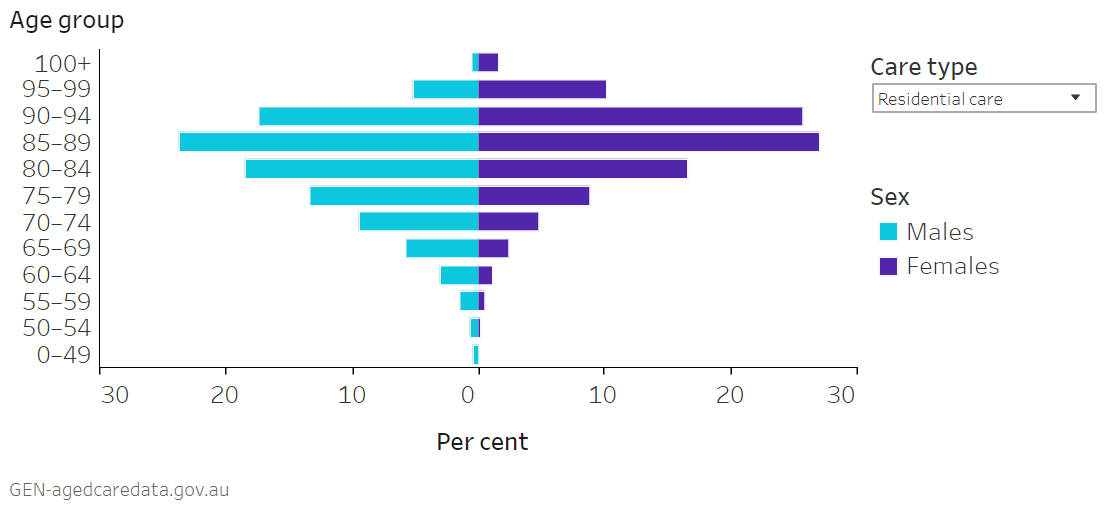 Age group
100+
95–99
90–94
85–89
80–84
75–79
70–74
65–69
60–64
55–59
50–54
0–49
30 20 10 0 10 20 30
Per cent
Care type
Residential care
Sex
Males
Females
GEN-agedcaredata.gov.au